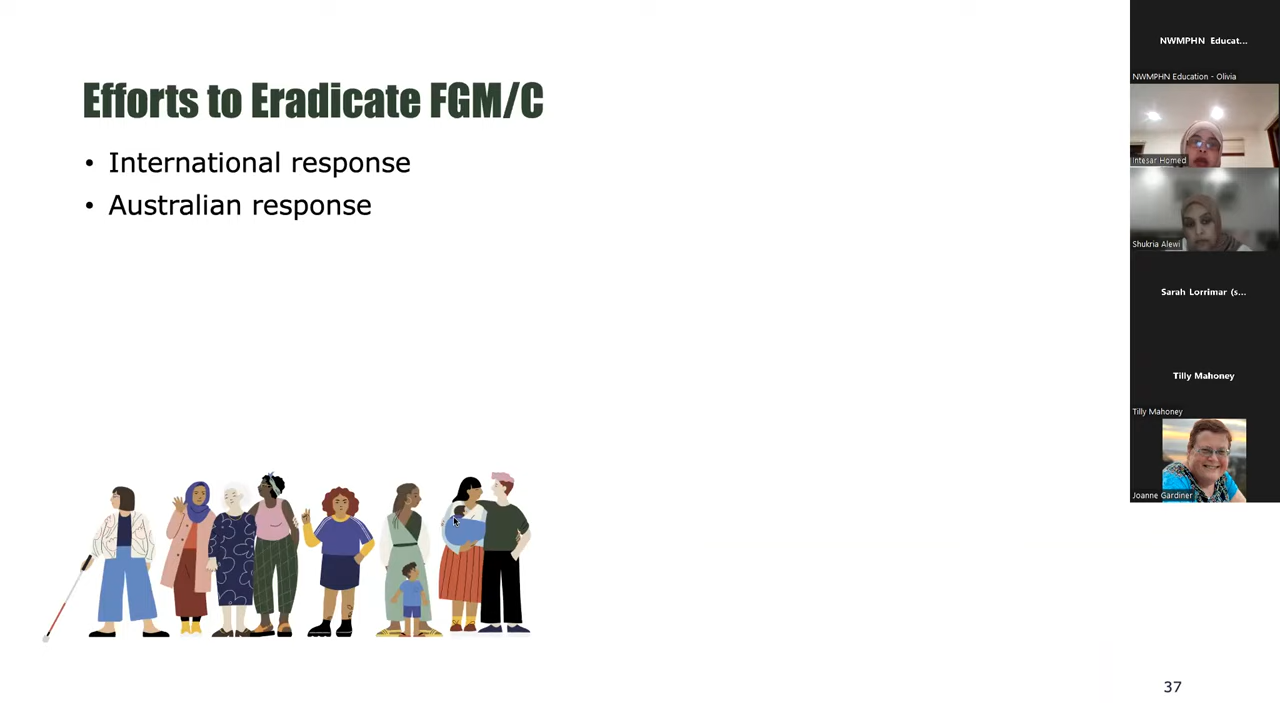 Efforts to Eradicate FGM/C
• International response
• Australian response
37
NWMPHN Educat...
NWMPHN Education - Olivia
Intesar Homed
Shukria Alewi
Sarah Lorrimar (s...
Tilly Mahoney
Tilly Mahoney
Joanne Gardiner